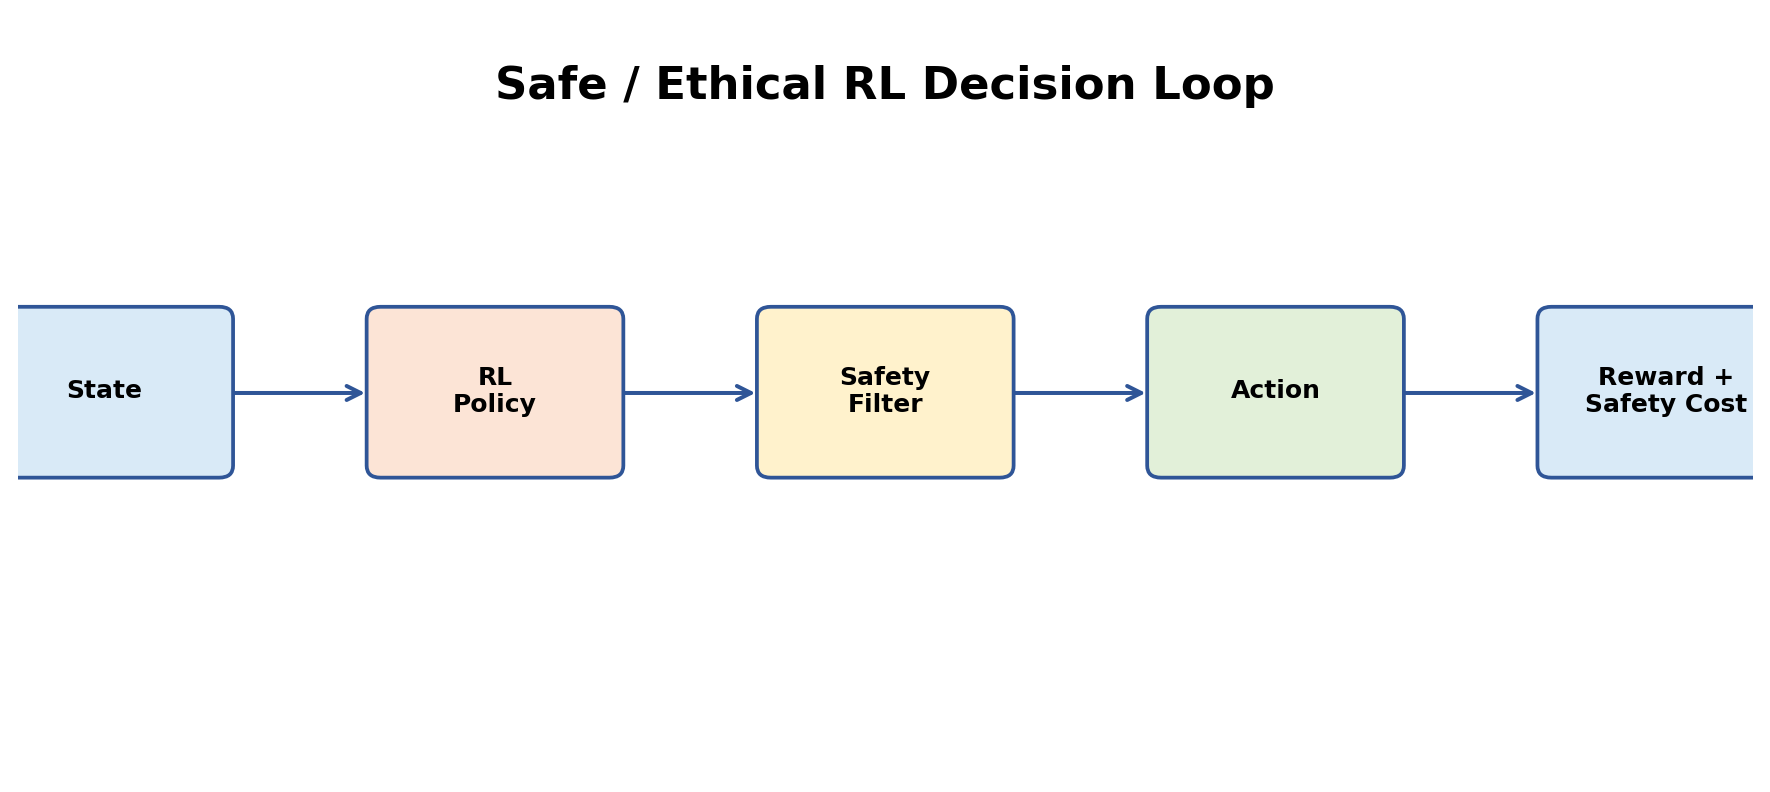 Safe / Ethical RL Decision Loop
State
RL
Policy
Safety
Filter
Action
Reward +
Safety Cost